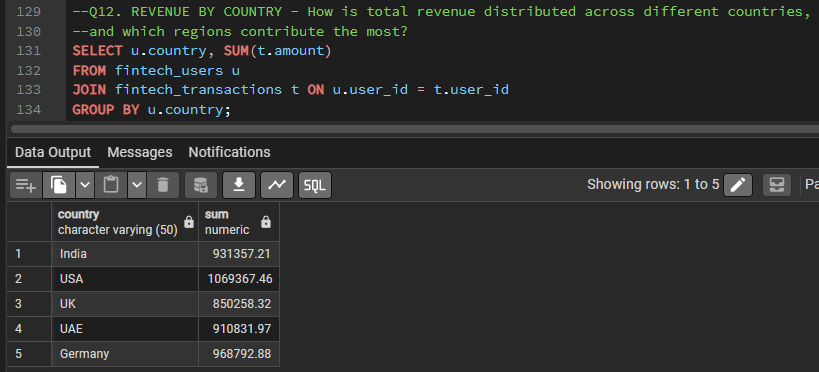 129 --Q12. REVENUE BY COUNTRY - How is total revenue distributed across different countries,
130 --and which regions contribute the most?
131 SELECT u.country, SUM(t.amount)
132 FROM fintech_users u
133 JOIN fintech_transactions t ON u.user_id = t.user_id
134 GROUP BY u.country;
Data Output Messages Notifications
SQL Showing rows: 1 to 5
country sum
character varying (50) numeric
1 India 931357.21
2 USA 1069367.46
3 UK 850258.32
4 UAE 910831.97
5 Germany 968792.88